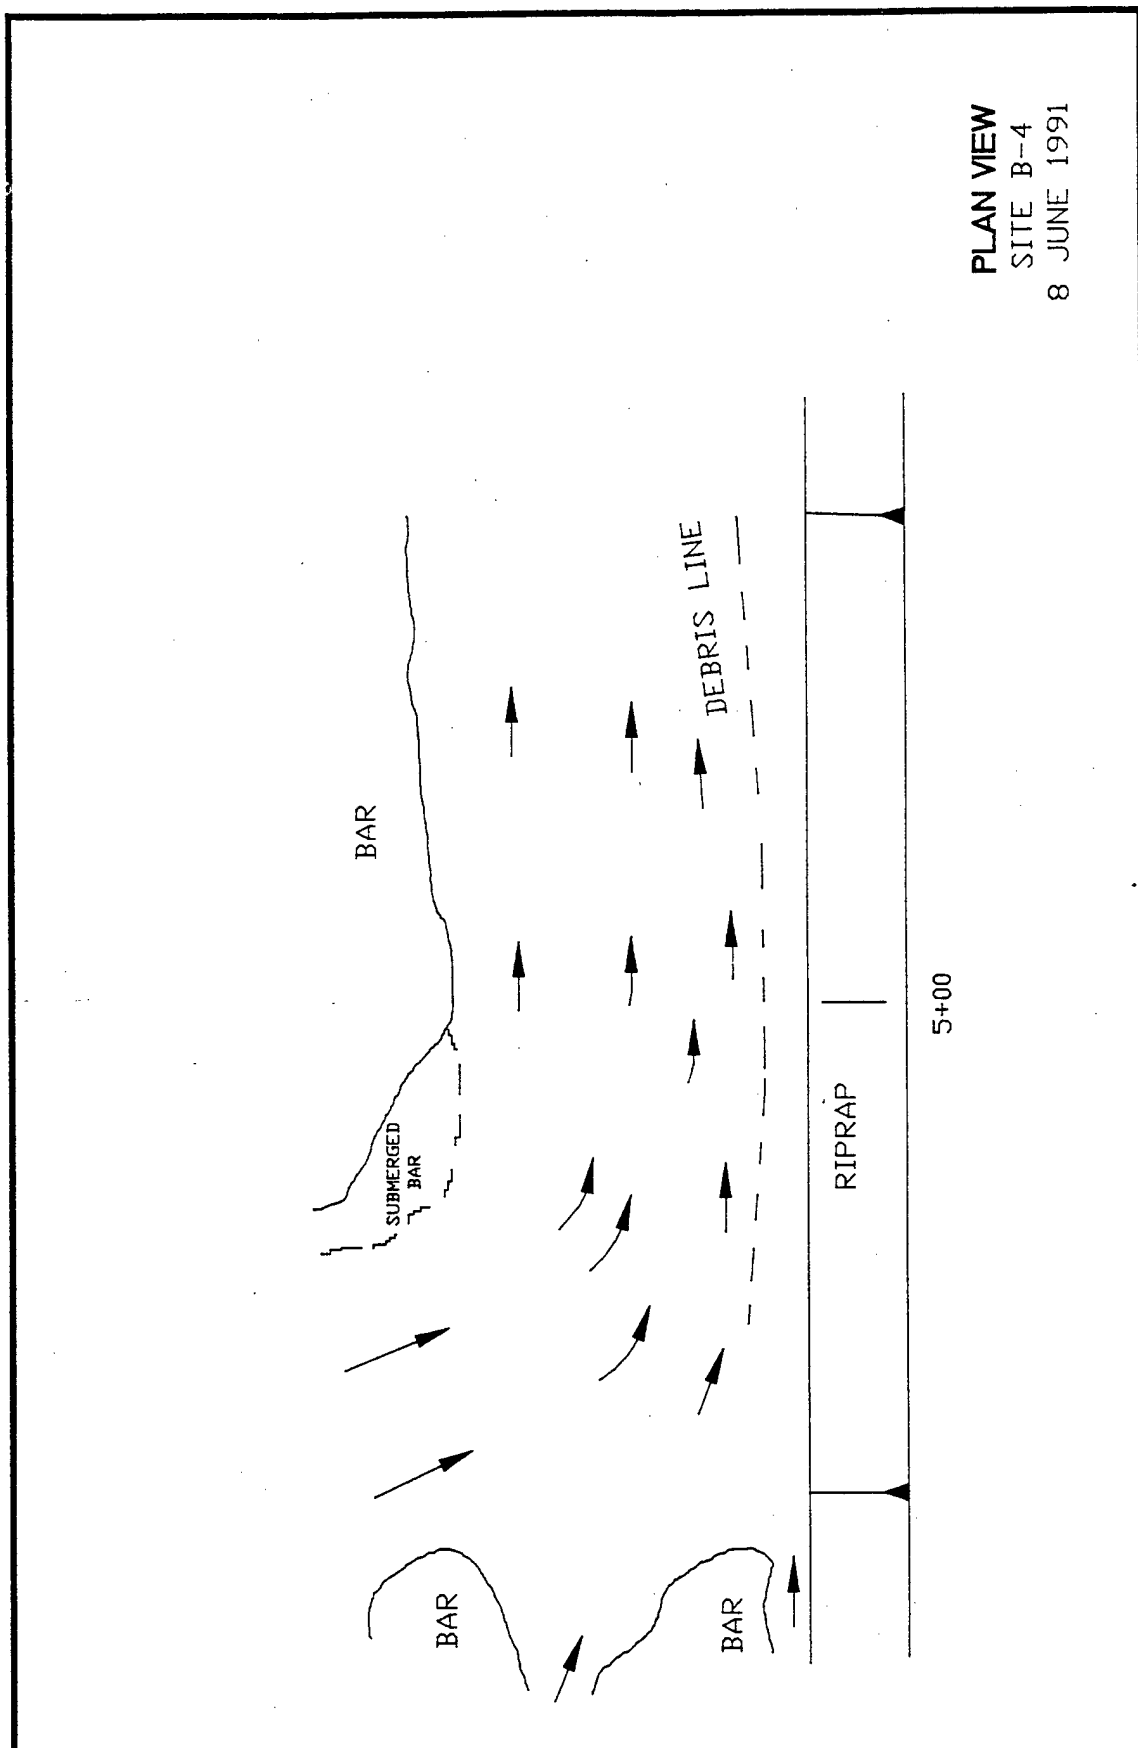 BAR
SUBMERGED
BAR
BAR
BAR
DEBRIS LINE
RIPRAP
5+00
PLAN VIEW
SITE B-4
8 JUNE 1991